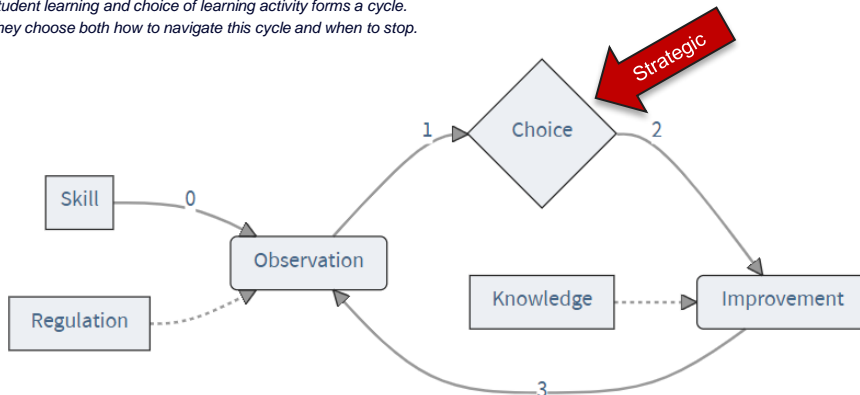 tudent learning and choice of learning activity forms a cycle.
hey choose both how to navigate this cycle and when to stop.
Strategic
1
Choice
2
Skill
0
Observation
Knowledge
Improvement
Regulation
3